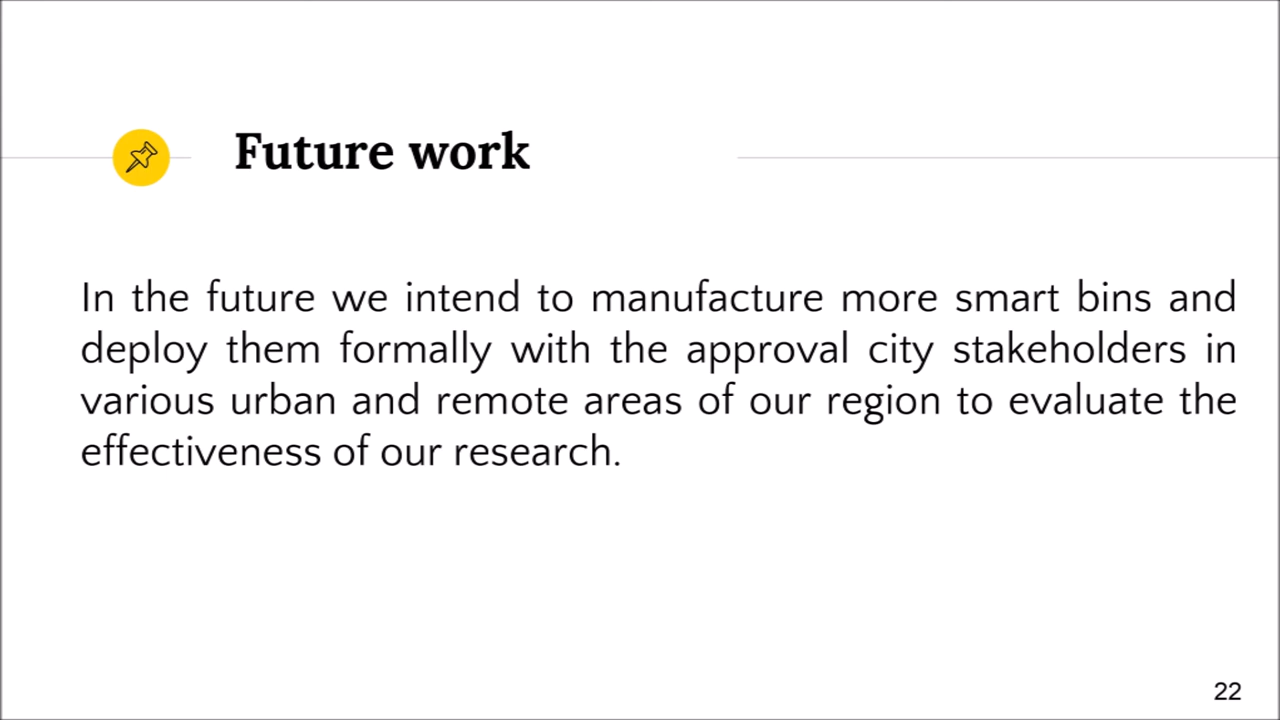 Future work
In the future we intend to manufacture more smart bins and
deploy them formally with the approval city stakeholders in
various urban and remote areas of our region to evaluate the
effectiveness of our research.
22